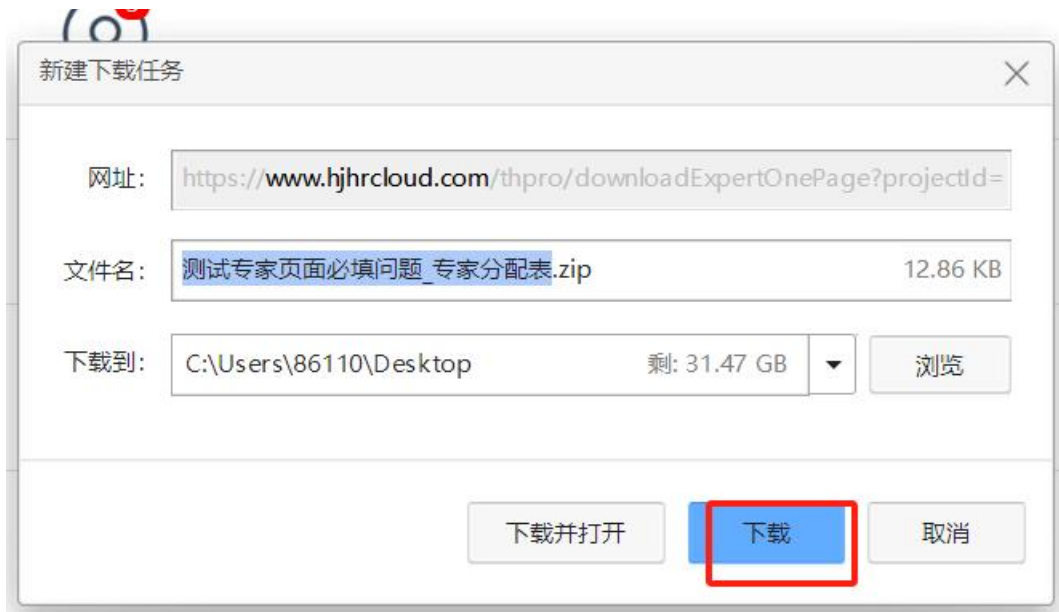 新建下载任务
网址: https://www.hjhrcloud.com/thpro/downloadExpertOnePage?projectId=
文件名: 测试专家页面必填问题_专家分配表.zip 12.86 KB
下载到: C:\Users\86110\Desktop 剩: 31.47 GB 浏览
下载并打开 下载 取消